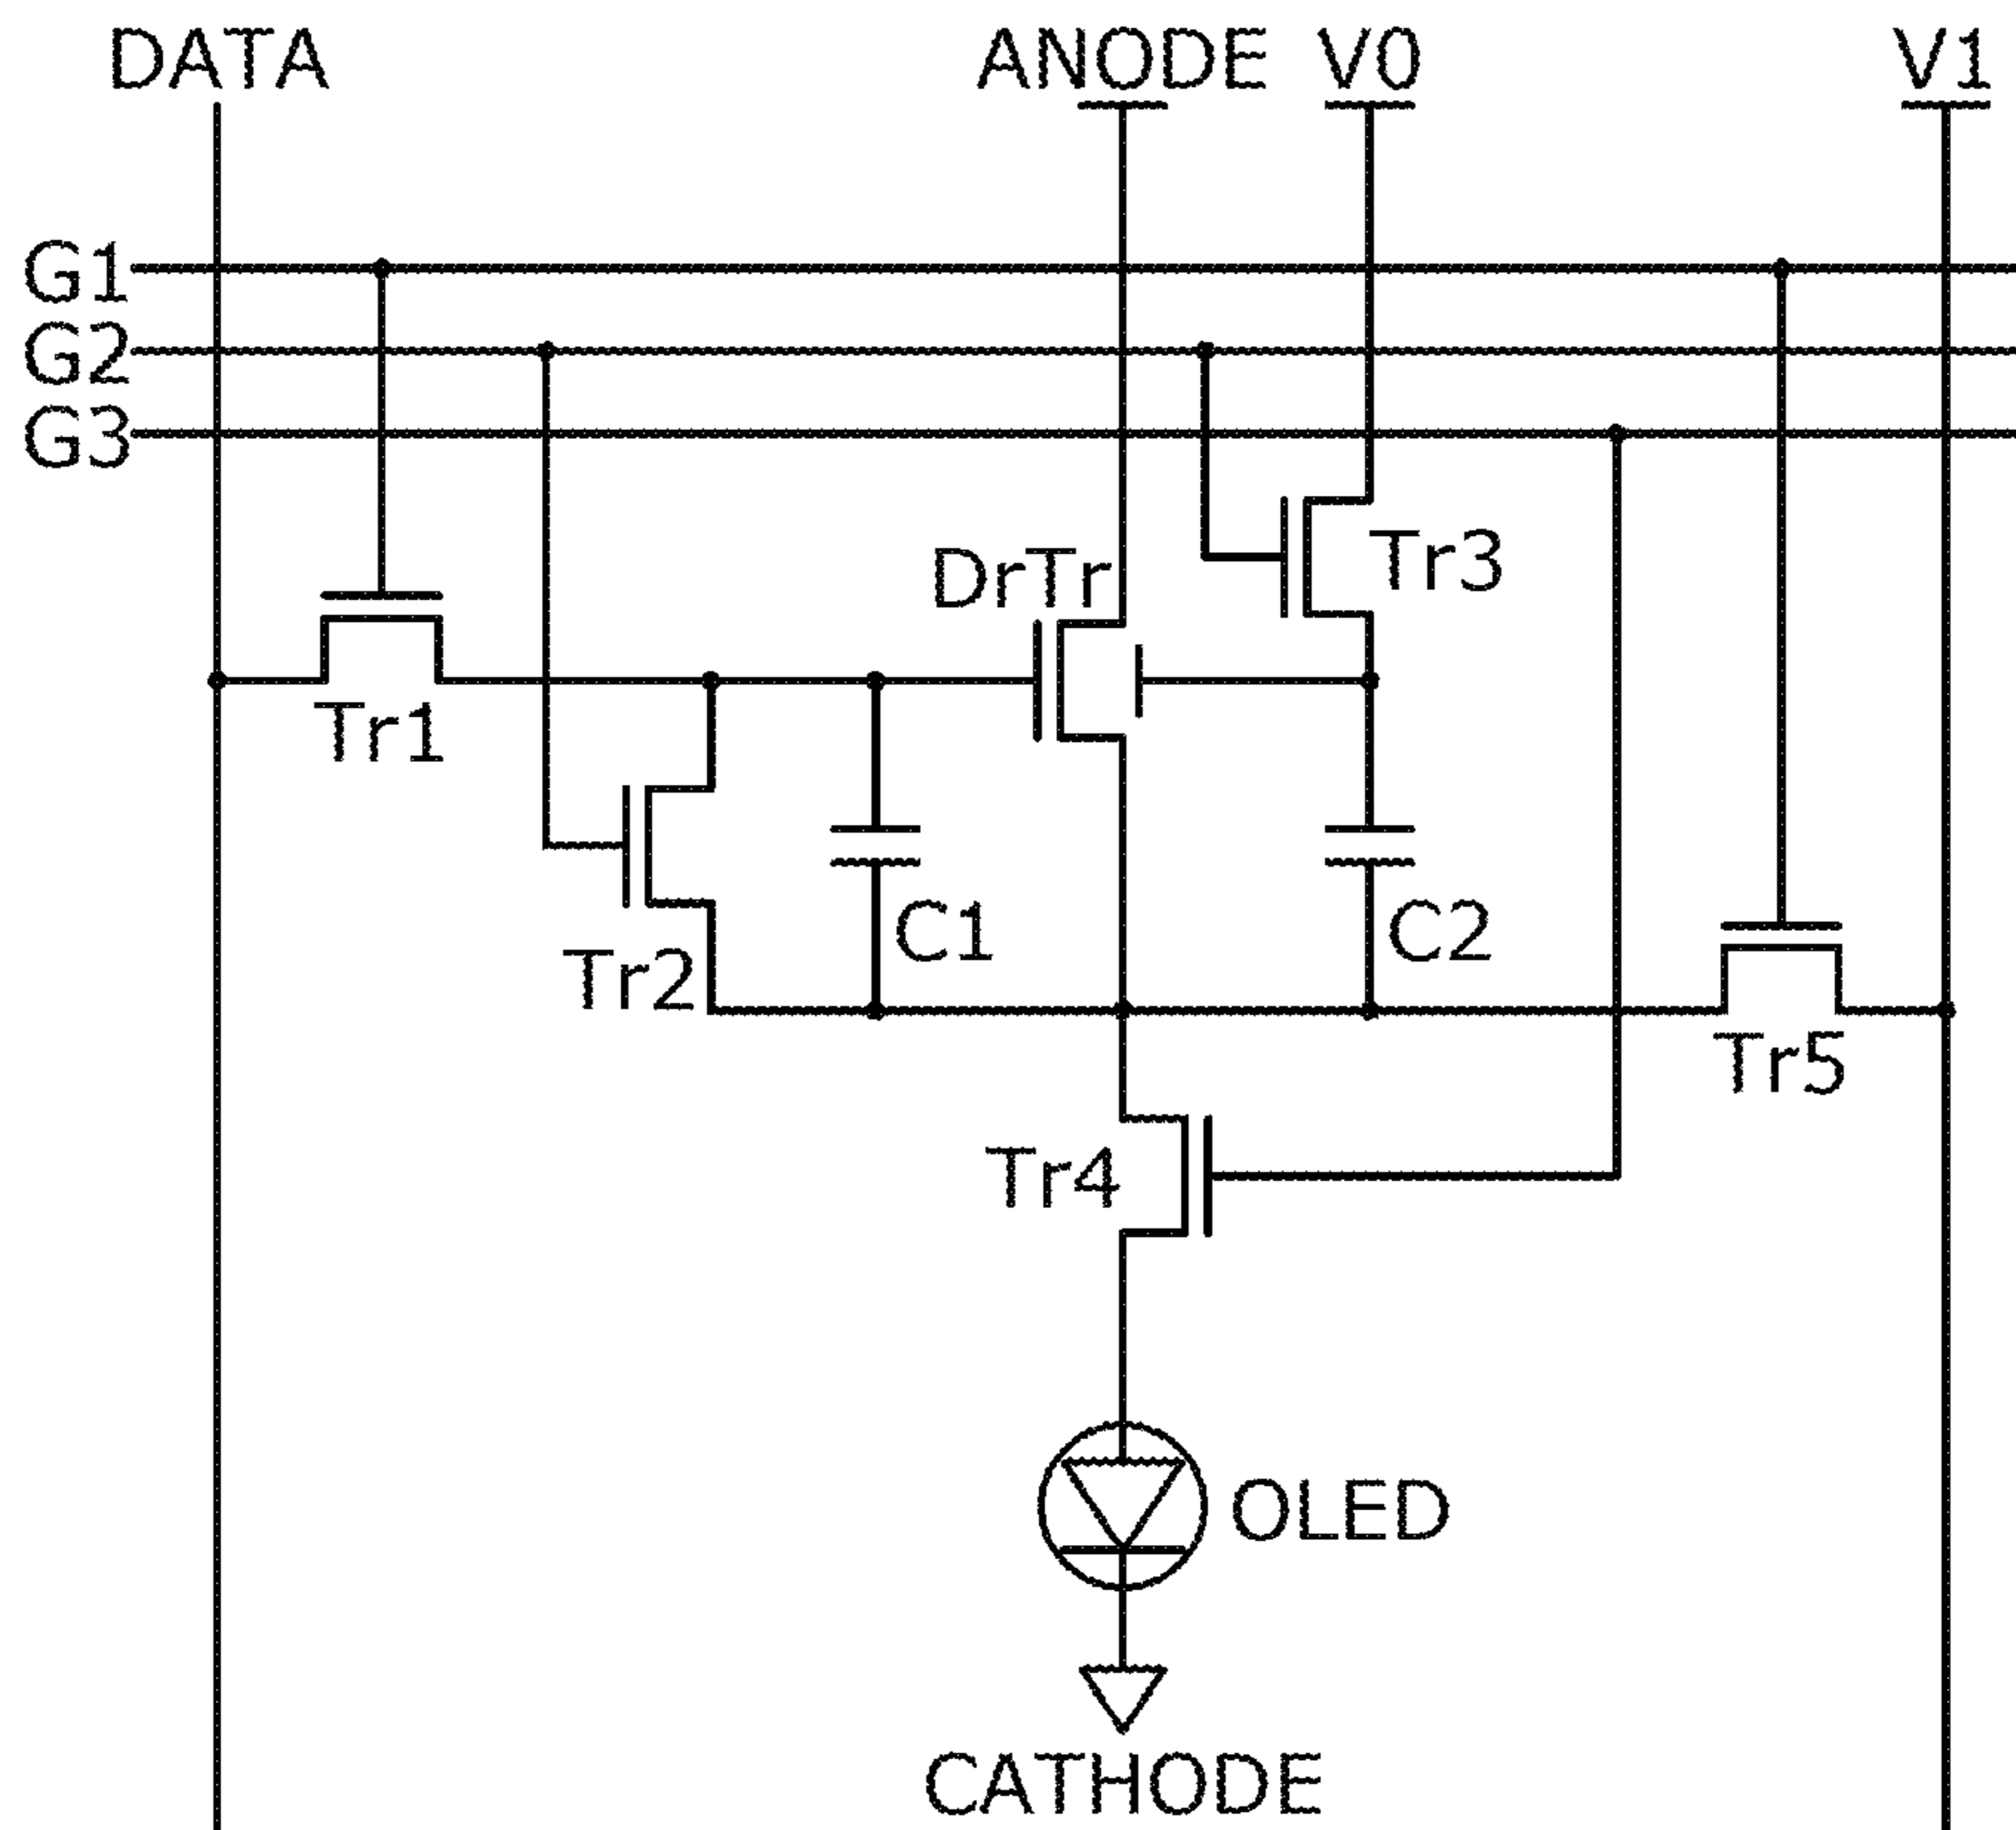 DATA
ANODE
V0
V1
G1
G2
G3
DrTr
Tr3
Tr1
C1
C2
Tr2
Tr5
Tr4
OLED
CATHODE